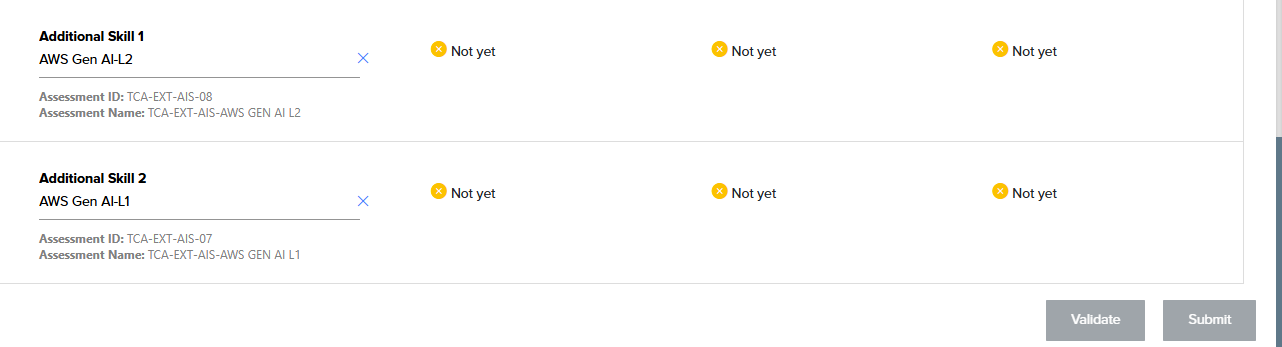 Additional Skill 1
AWS Gen AI-L2
Not yet
Not yet
Not yet
Assessment ID: TCA-EXT-AIS-08
Assessment Name: TCA-EXT-AIS-AWS GEN AI L2
Additional Skill 2
AWS Gen AI-L1
Not yet
Not yet
Not yet
Assessment ID: TCA-EXT-AIS-07
Assessment Name: TCA-EXT-AIS-AWS GEN AI L1
Validate
Submit